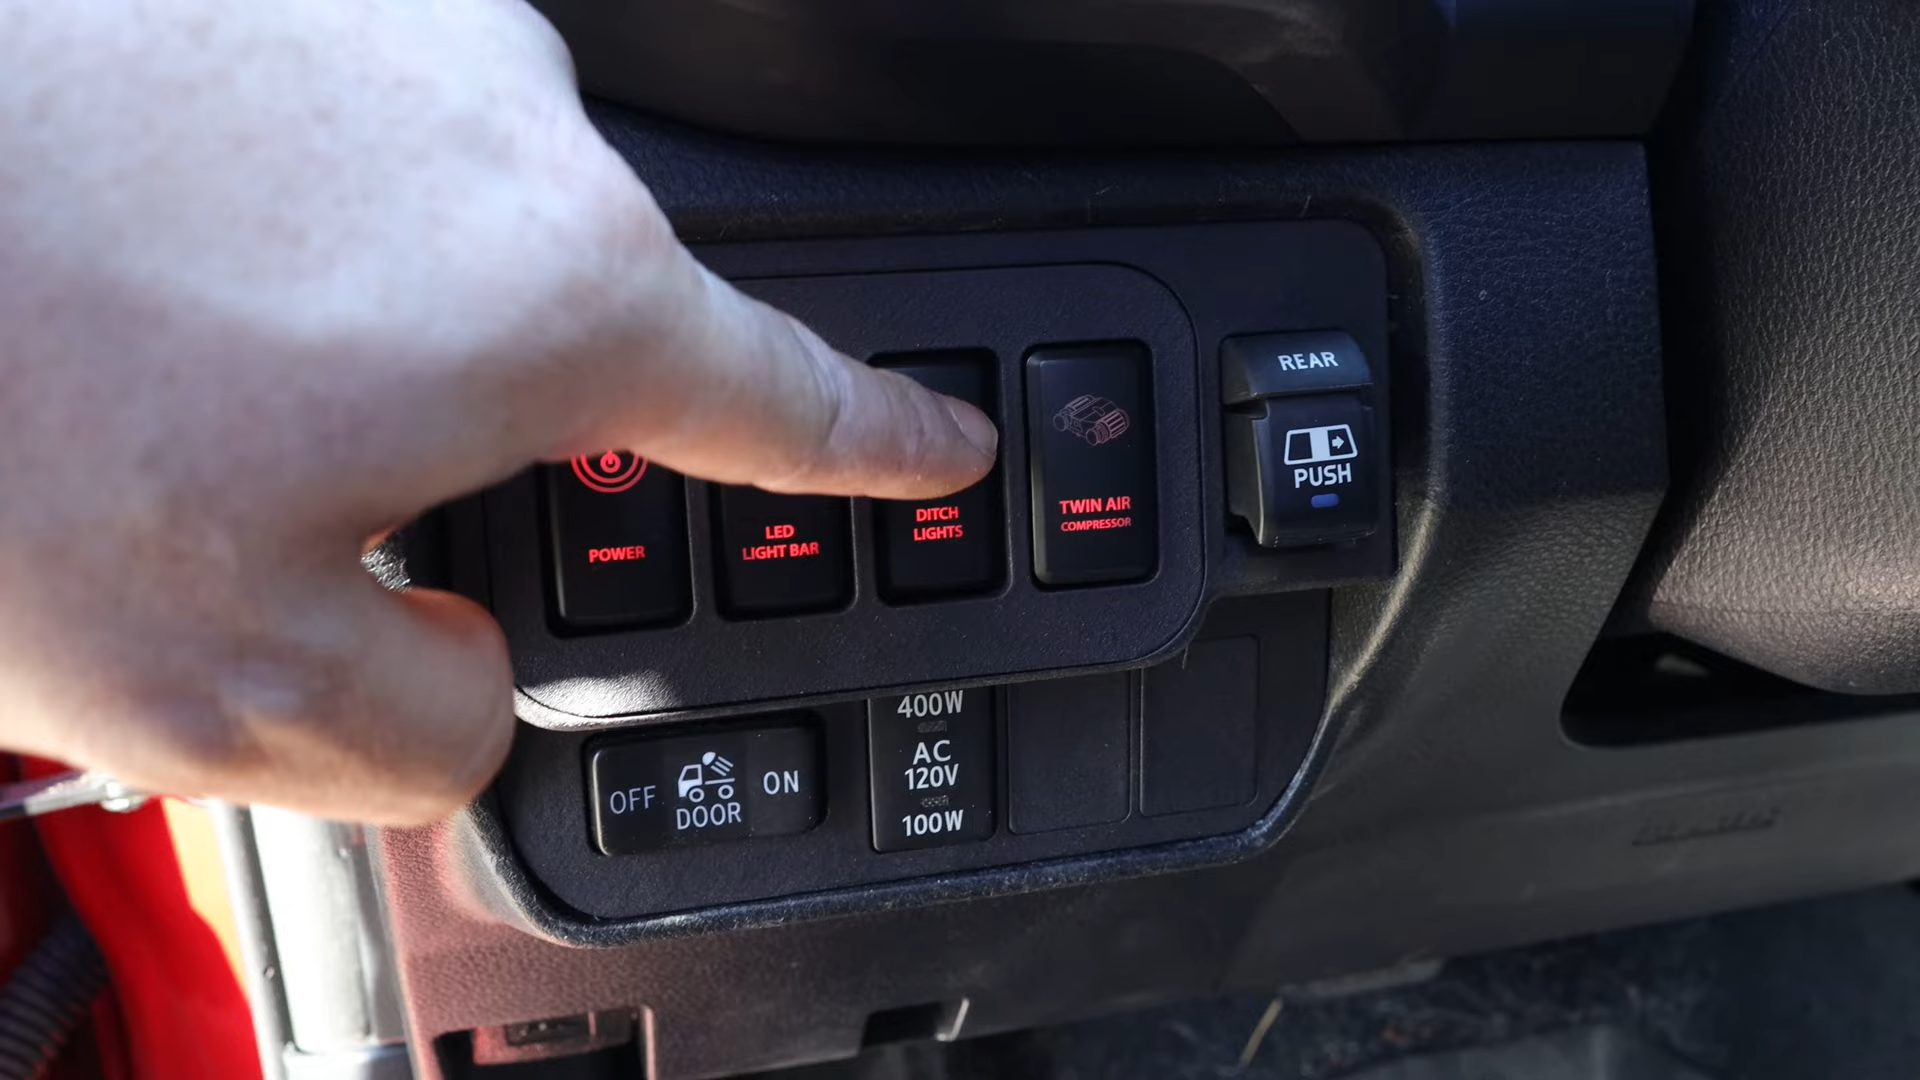 REAR
PUSH
POWER
LED
LIGHT BAR
DITCH
LIGHTS
TWIN AIR
COMPRESSOR
OFF
DOOR
ON
400W
AC
120V
100W